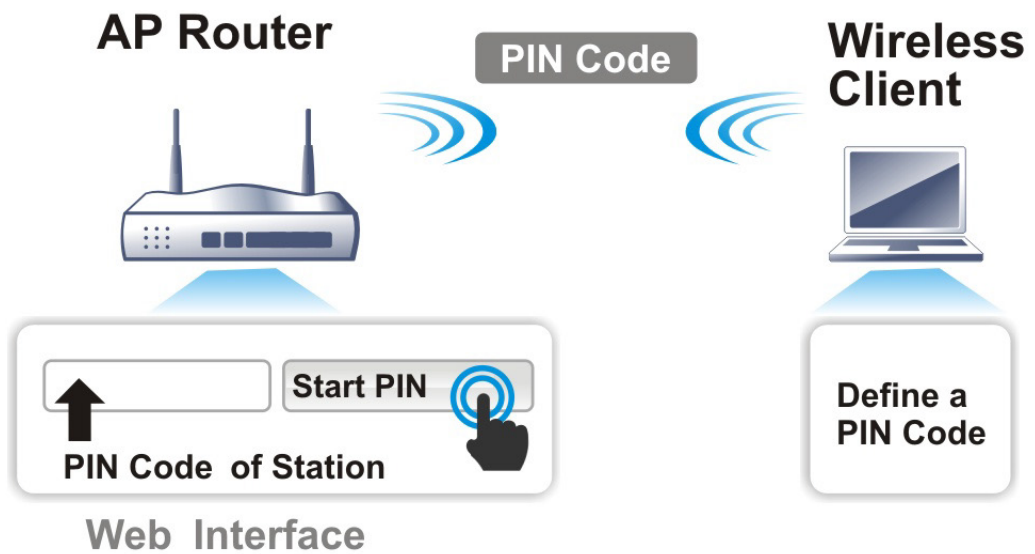 AP Router
PIN Code
Wireless
Client
Start PIN
PIN Code of Station
Define a
PIN Code
Web Interface